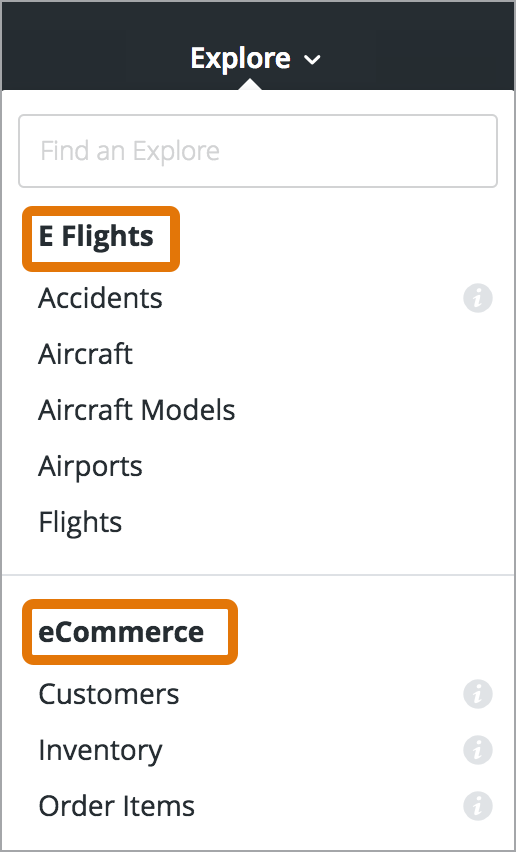 Explore
Find an Explore
E Flights
Accidents
Aircraft
Aircraft Models
Airports
Flights
eCommerce
Customers
Inventory
Order Items